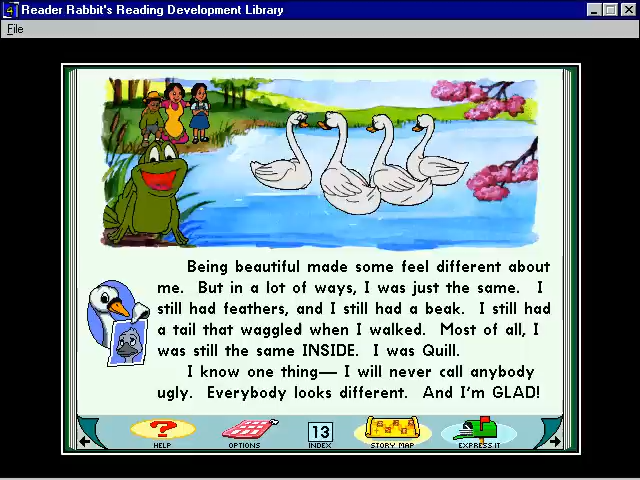 Reader Rabbit's Reading Development Library
File
Being beautiful made some feel different about
me. But in a lot of ways, I was just the same. I
still had feathers, and I still had a beak. I still had
a tail that waggled when I walked. Most of all, I
was still the same INSIDE. I was Quill.
I know one thing— I will never call anybody
ugly. Everybody looks different. And I'm GLAD!
?
13
HELP
OPTIONS
INDEX
STORY MAP
EXPRESS IT